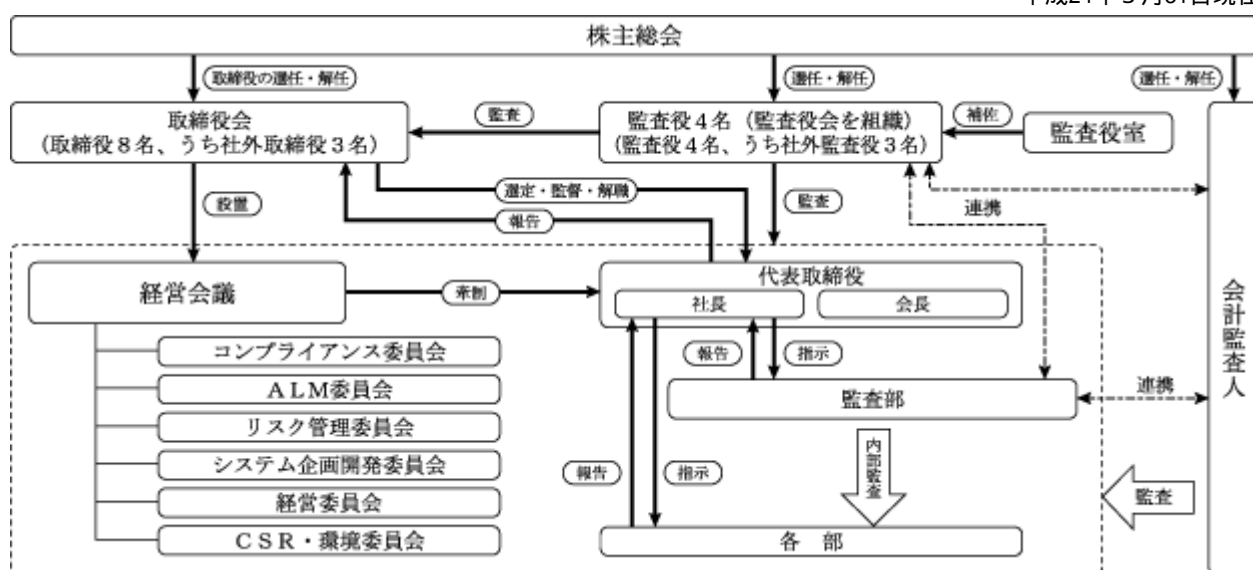 株主総会
取締役の選任・解任
選任・解任
選任・解任
取締役会
(取締役8名、うち社外取締役3名)
監査
監査役4名(監査役会を組織)
(監査役4名、うち社外監査役3名)
補佐
監査役室
設置
選定・監督・解職
報告
監査
連携
経営会議
牽制
代表取締役
社長
会長
会計監査人
コンプライアンス委員会
ALM委員会
リスク管理委員会
システム企画開発委員会
経営委員会
CSR・環境委員会
報告
指示
監査部
連携
報告
指示
内部監査
監査
各 部